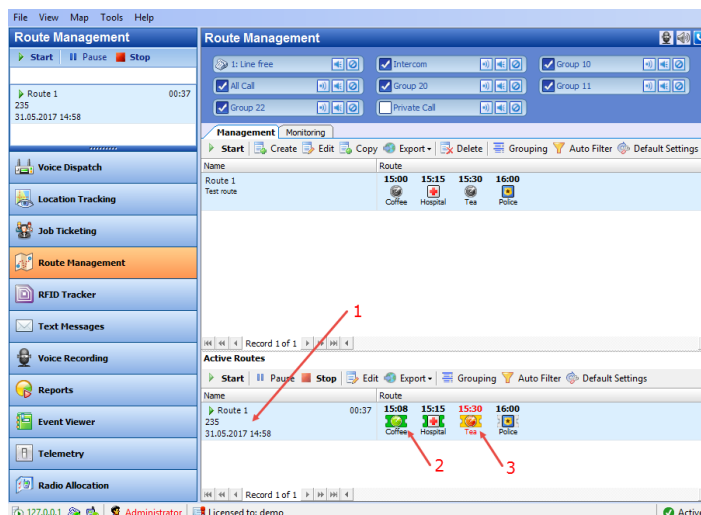 File View Map Tools Help
Route Management
Start Pause Stop
Route 1 00:37
235
31.05.2017 14:58
Voice Dispatch
Location Tracking
Job Ticketing
Route Management
RFID Tracker
Text Messages
Voice Recording
Reports
Event Viewer
Telemetry
Radio Allocation
Route Management
1: Line free Intercom Group 10
All Call Group 20 Group 11
Group 22 Private Call
Management Monitoring
Start Create Edit Copy Export Delete Grouping Auto Filter Default Settings
Name Route
Route 1 15:00 15:15 15:30 16:00
Test route
Coffee Hospital Tea Police
1
Record 1 of 1
Active Routes
Start Pause Stop Edit Export Grouping Auto Filter Default Settings
Name Route
Route 1 00:37 15:08 15:15 15:30 16:00
235
31.05.2017 14:58 Coffee Hospital Tea Police
2 3
Record 1 of 1
127.0.0.1 Administrator Licensed to: demo Active